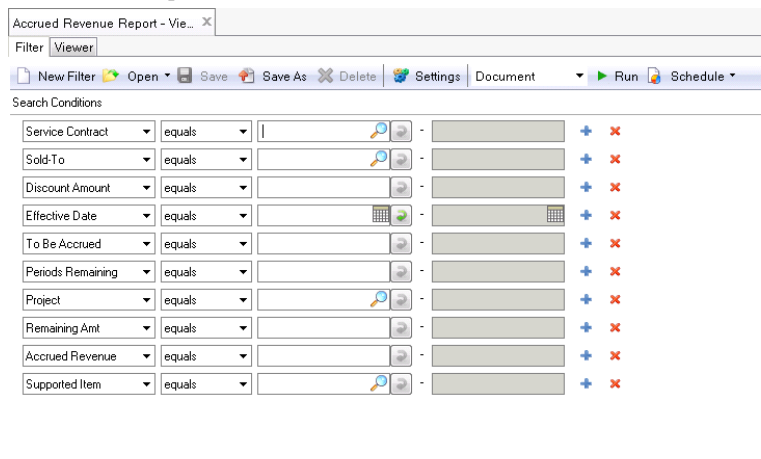 Accrued Revenue Report - Vie...
Filter Viewer
New Filter Open Save Save As Delete Settings Document Run Schedule
Search Conditions
Service Contract equals -
Sold-To equals -
Discount Amount equals -
Effective Date equals -
To Be Accrued equals -
Periods Remaining equals -
Project equals -
Remaining Amt equals -
Accrued Revenue equals -
Supported Item equals -